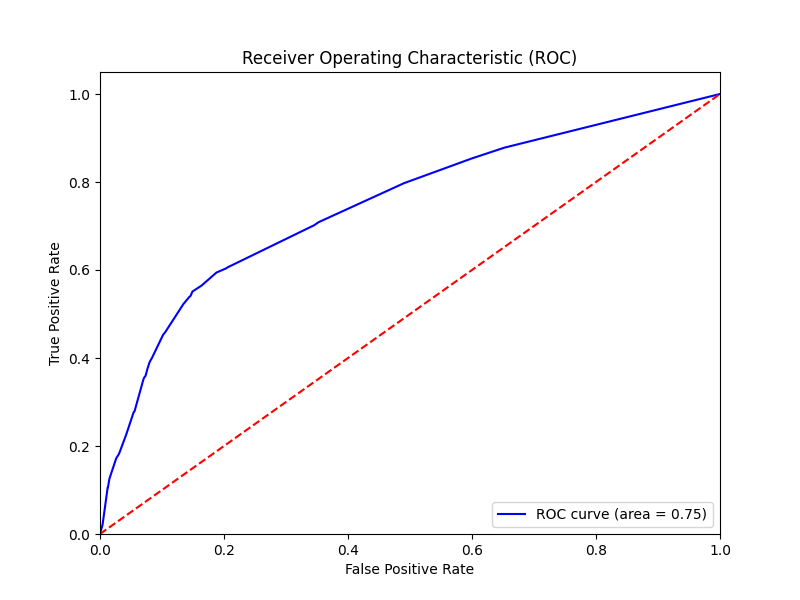 Receiver Operating Characteristic (ROC)
True Positive Rate
1.0
0.8
0.6
0.4
0.2
0.0
ROC curve (area = 0.75)
0.0 0.2 0.4 0.6 0.8 1.0
False Positive Rate